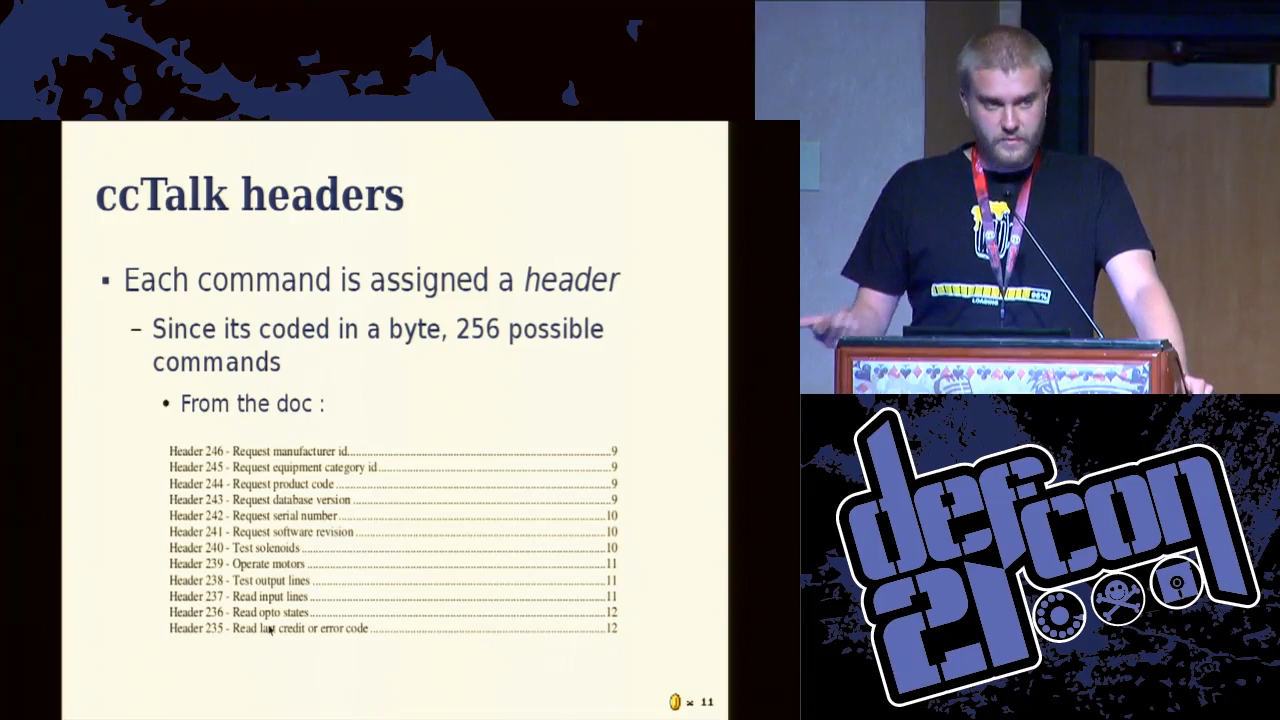 ccTalk headers
▪ Each command is assigned a header
– Since its coded in a byte, 256 possible
commands
• From the doc :
Header 246 - Request manufacturer id....................9
Header 245 - Request equipment category id....................9
Header 244 - Request product code....................9
Header 243 - Request database version....................9
Header 242 - Request serial number....................10
Header 241 - Request software revision....................10
Header 240 - Test solenoids....................10
Header 239 - Operate motors....................11
Header 238 - Test output lines....................11
Header 237 - Read input lines....................11
Header 236 - Read opto states....................12
Header 235 - Read last credit or error code....................12
× 11
LOADING
defcon
21